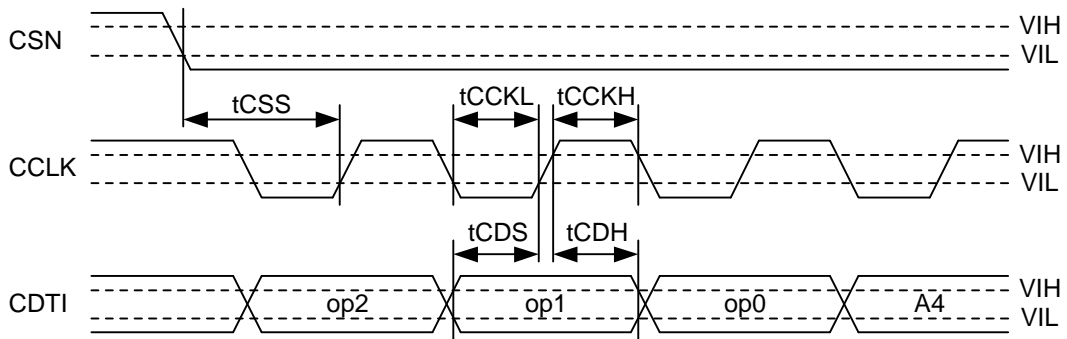 CSN
VIH
VIL
tCSS
tCCKL
tCCKH
CCLK
VIH
VIL
tCDS
tCDH
CDTI
op2
op1
op0
A4
VIH
VIL